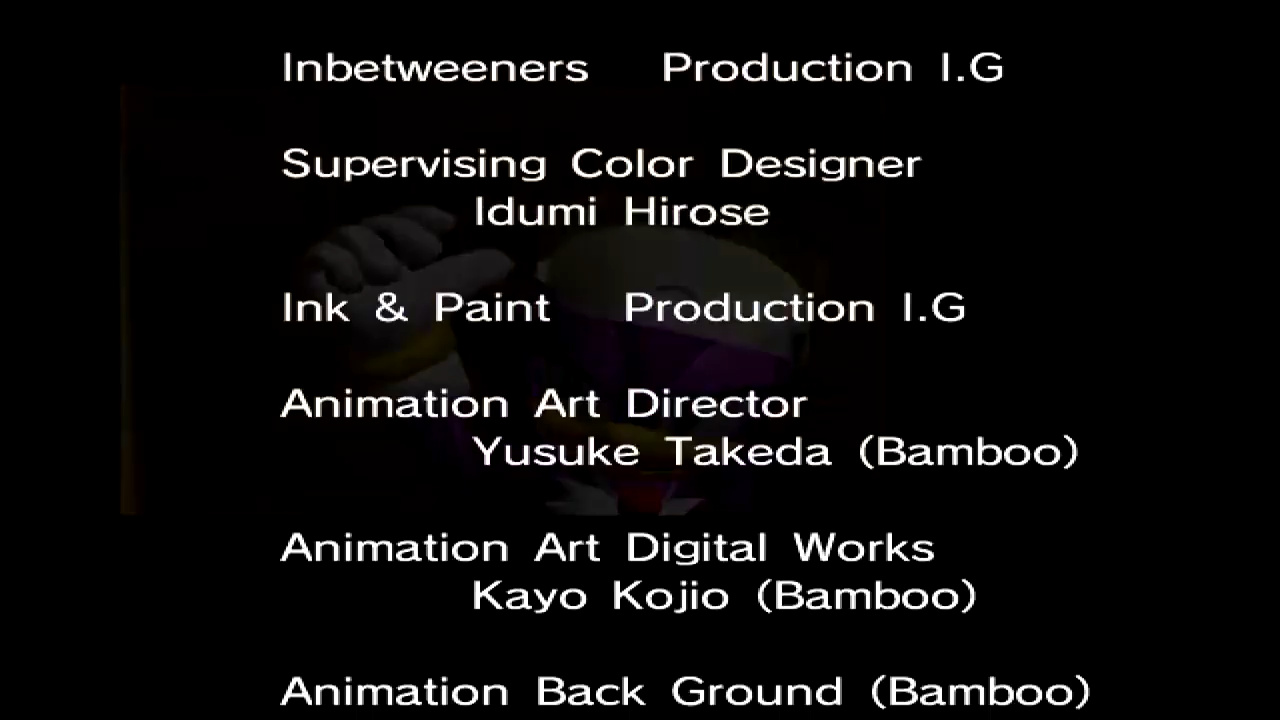 Inbetweeners Production I.G
Supervising Color Designer
Idumi Hirose
Ink & Paint Production I.G
Animation Art Director
Yusuke Takeda (Bamboo)
Animation Art Digital Works
Kayo Kojio (Bamboo)
Animation Back Ground (Bamboo)